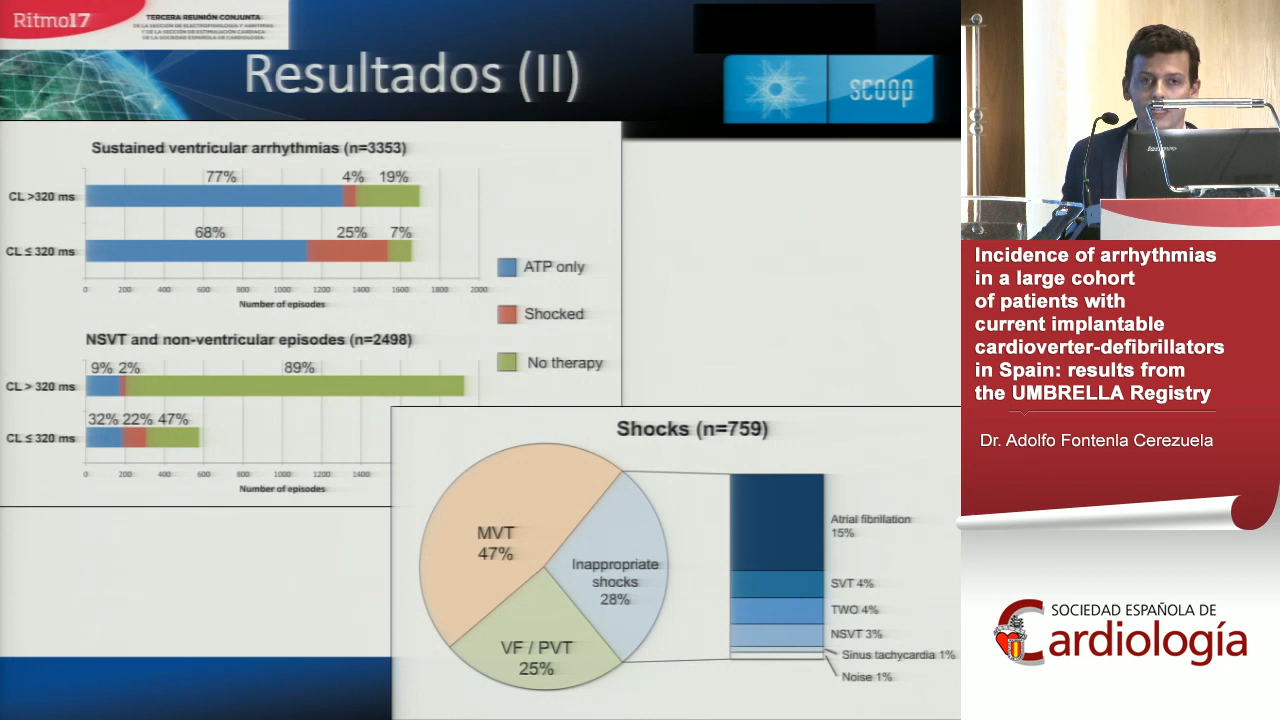 Ritmo17
TERCERA REUNIÓN CONJUNTA
DE LA SECCIÓN DE ELECTROFISIOLOGÍA Y ARRITMIAS
Y DE LA SECCIÓN DE ESTIMULACIÓN CARDIACA
DE LA SOCIEDAD ESPAÑOLA DE CARDIOLOGÍA
Resultados (II)
scoop
Sustained ventricular arrhythmias (n=3353)
77% 4% 19%
CL >320 ms
68% 25% 7%
CL ≤ 320 ms
0 200 400 600 800 1000 1200 1400 1600 1800 2000
Number of episodes
ATP only
Shocked
No therapy
NSVT and non-ventricular episodes (n=2498)
9% 2% 89%
CL > 320 ms
32% 22% 47%
CL ≤ 320 ms
0 200 400 600 800 1000 1200 1400
Number of episodes
Shocks (n=759)
MVT
47%
Inappropriate
shocks
28%
VF / PVT
25%
Atrial fibrillation
15%
SVT 4%
TWO 4%
NSVT 3%
Sinus tachycardia 1%
Noise 1%
lenovo
Incidence of arrhythmias
in a large cohort
of patients with
current implantable
cardioverter-defibrillators
in Spain: results from
the UMBRELLA Registry
Dr. Adolfo Fontenla Cerezuela
SOCIEDAD ESPAÑOLA DE
Cardiología